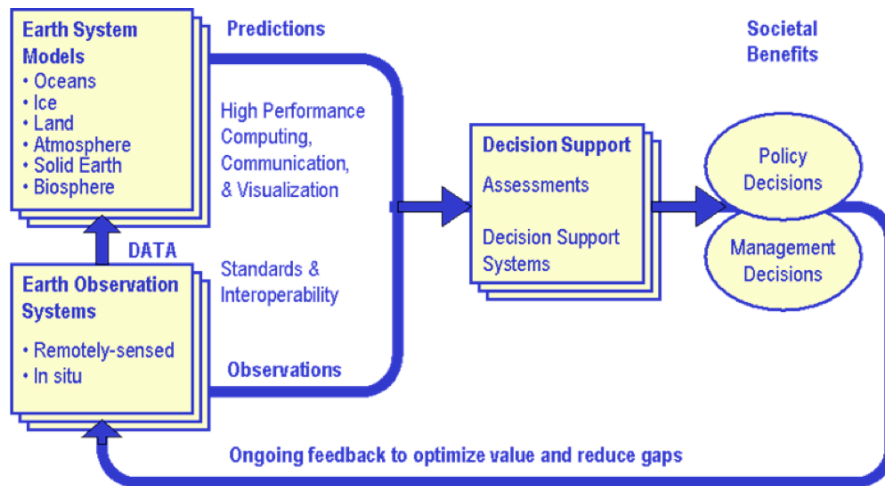 Earth System
Models
• Oceans
• Ice
• Land
• Atmosphere
• Solid Earth
• Biosphere
Predictions
High Performance
Computing,
Communication,
& Visualization
DATA
Standards &
Interoperability
Earth Observation
Systems
• Remotely-sensed
• In situ
Observations
Decision Support
Assessments
Decision Support
Systems
Societal
Benefits
Policy
Decisions
Management
Decisions
Ongoing feedback to optimize value and reduce gaps